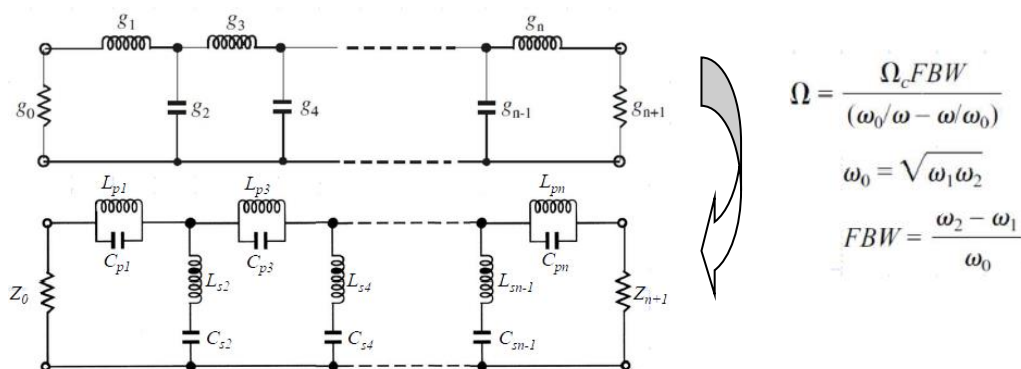 g1 g3 gn
g0 g2 g4 gn-1 gn+1
Lp1 Lp3 Lpn
Cp1 Cp3 Cpn
Z0 Ls2 Ls4 Lsn-1 Zn+1
Cs2 Cs4 Csn-1
Ω = ΩcFBW / (ω0/ω − ω/ω0)
ω0 = √ω1ω2
FBW = ω2 − ω1 / ω0